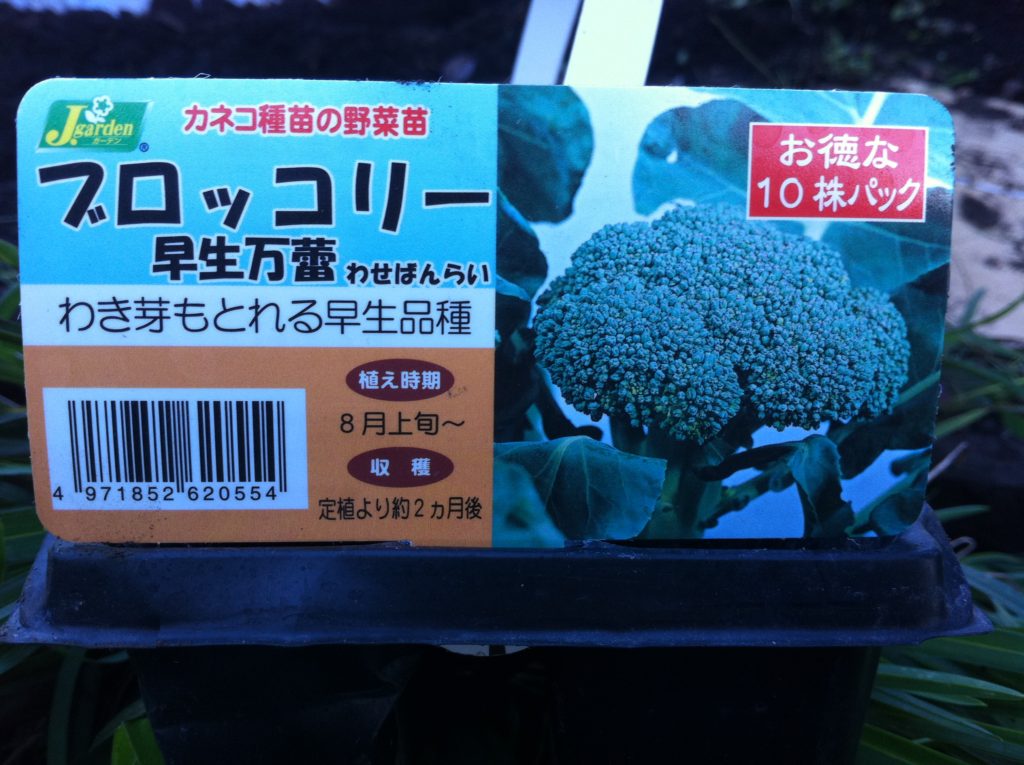 J.garden
ガーデン
®
カネコ種苗の野菜苗
ブロッコリー
早生万蕾 わせばんらい
わき芽もとれる早生品種
お徳な
10株パック
植え時期
8月上旬~
収穫
定植より約2ヵ月後
4 971852 620554